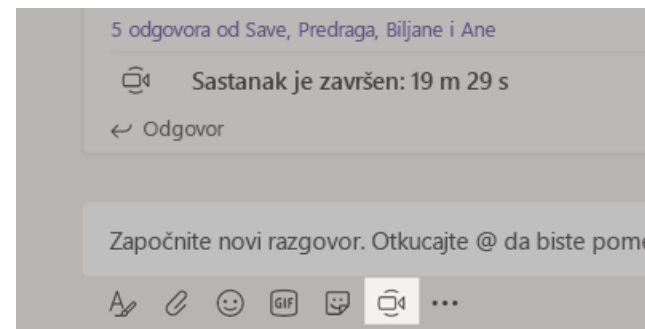 5 odgovora od Save, Predraga, Biljane i Ane
Sastanak je završen: 19 m 29 s
Odgovor
Započnite novi razgovor. Otkucajte @ da biste pome
GIF